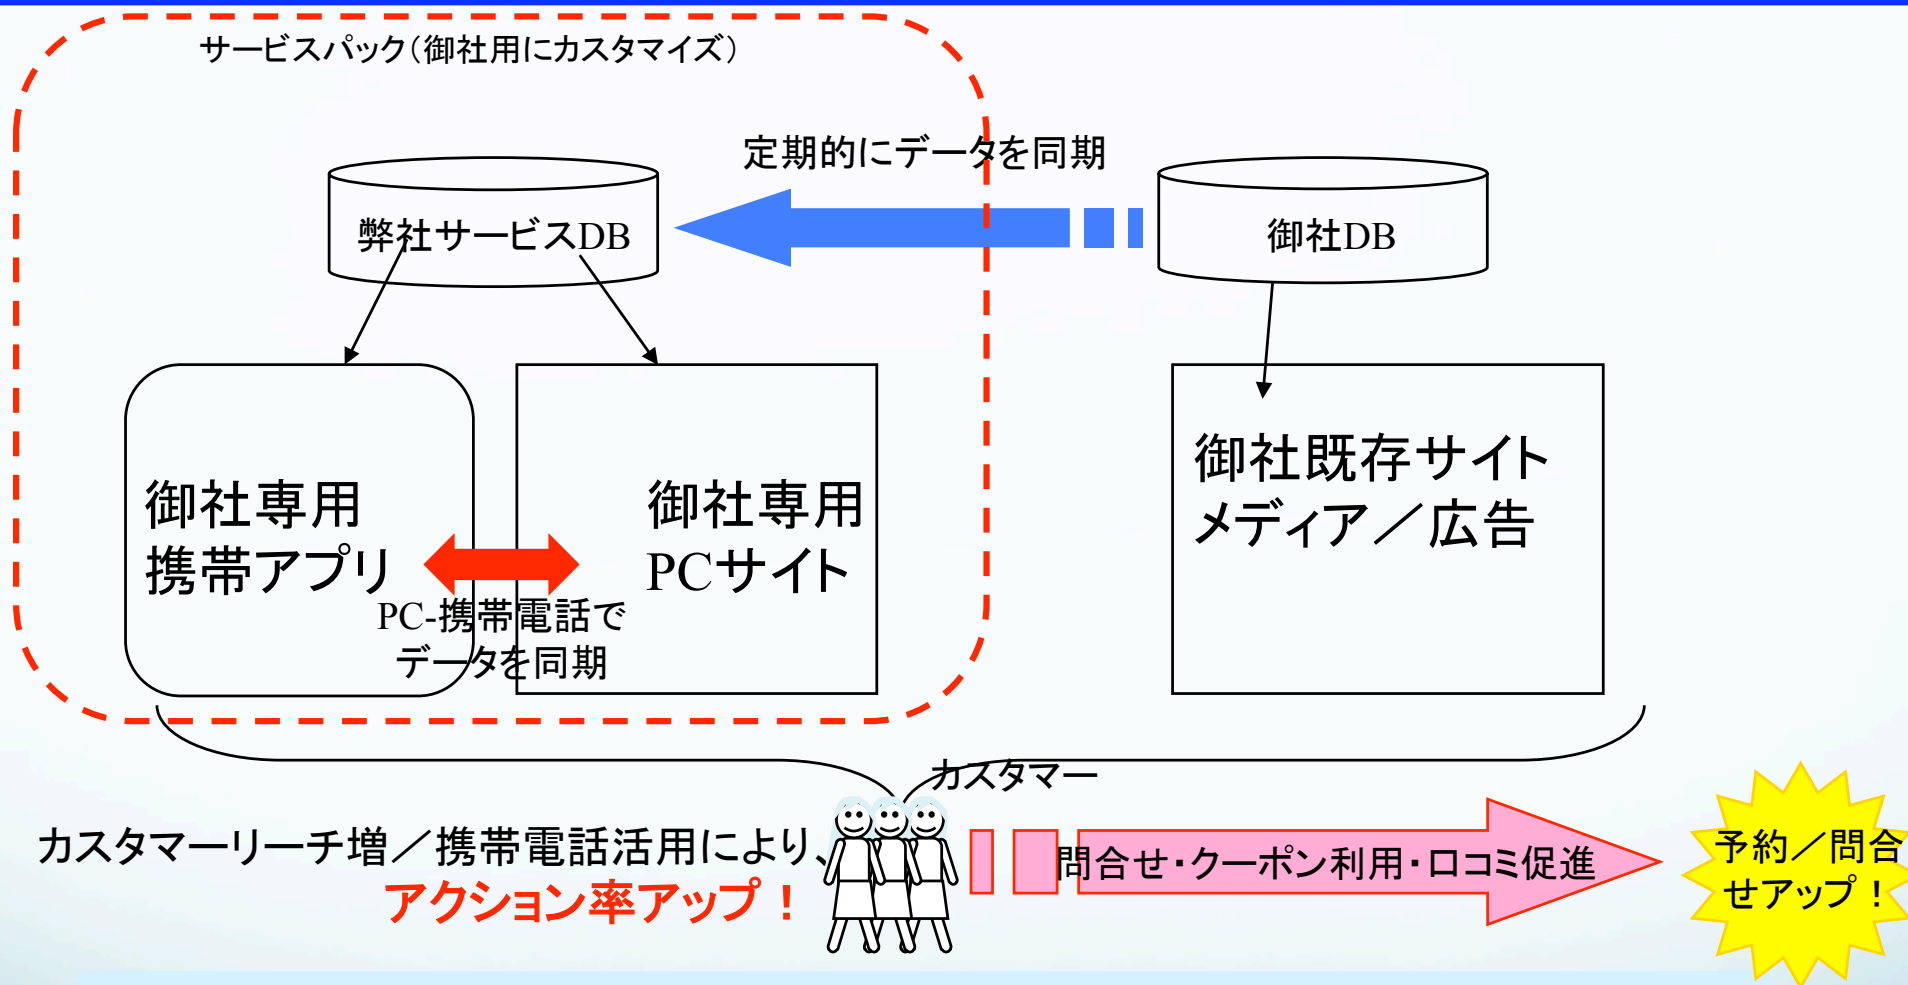 サービスパック（御社用にカスタマイズ）
定期的にデータを同期
弊社サービスDB
御社DB
御社専用
携帯アプリ
御社専用
PCサイト
御社既存サイト
メディア／広告
PC-携帯電話で
データを同期
カスタマー
カスタマーリーチ増／携帯電話活用により、
アクション率アップ！
問合せ・クーポン利用・口コミ促進
予約／問合
せアップ！